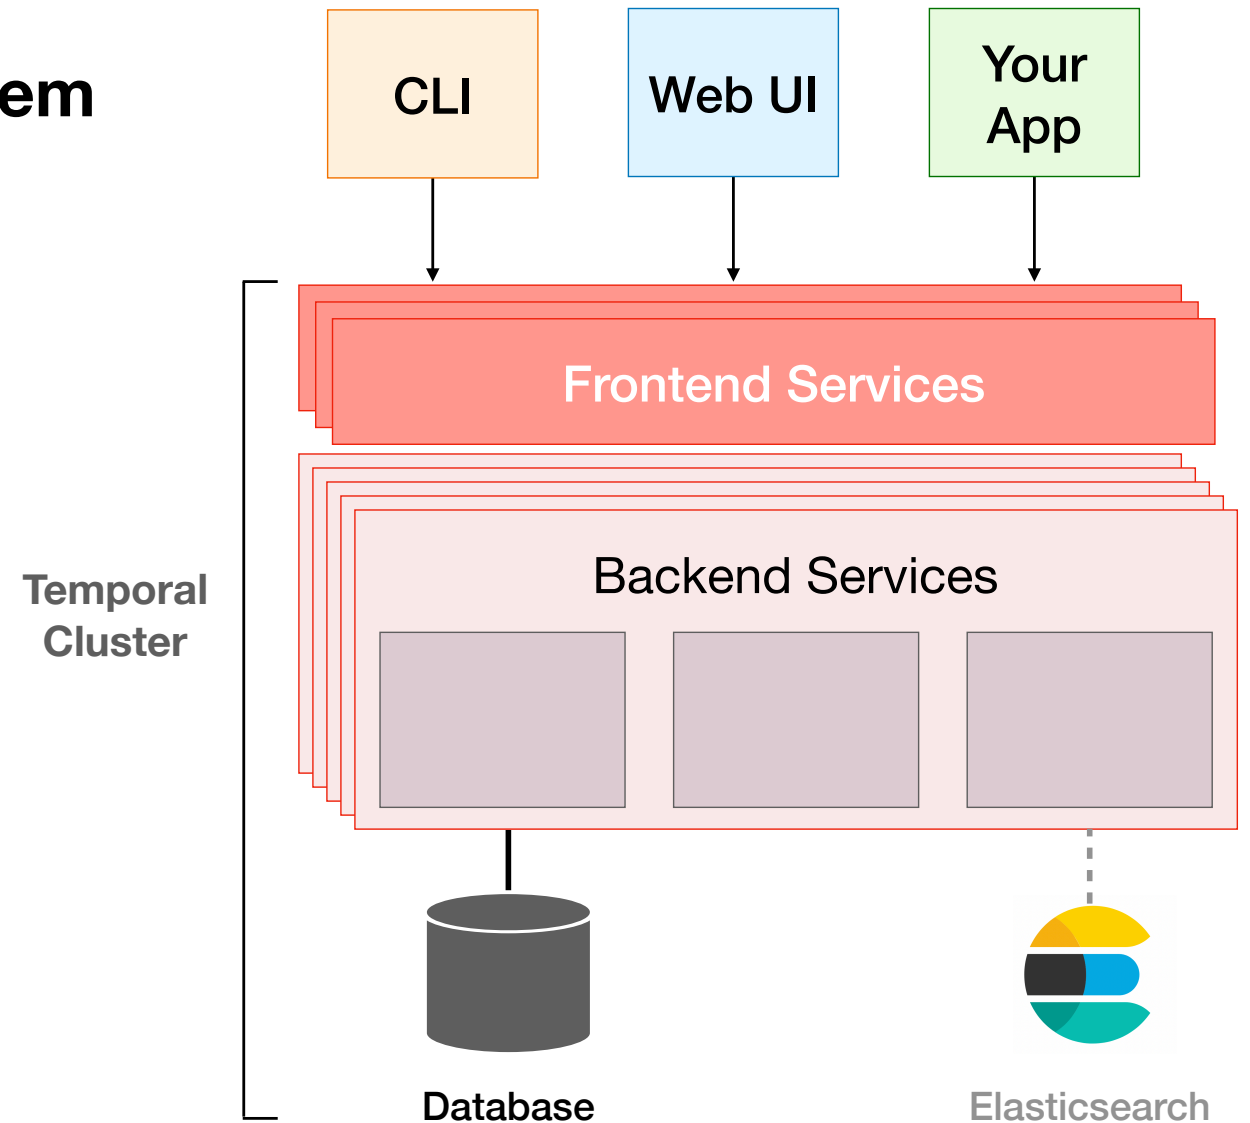 em
CLI
Web UI
Your
App
Frontend Services
Backend Services
Temporal
Cluster
Database
Elasticsearch